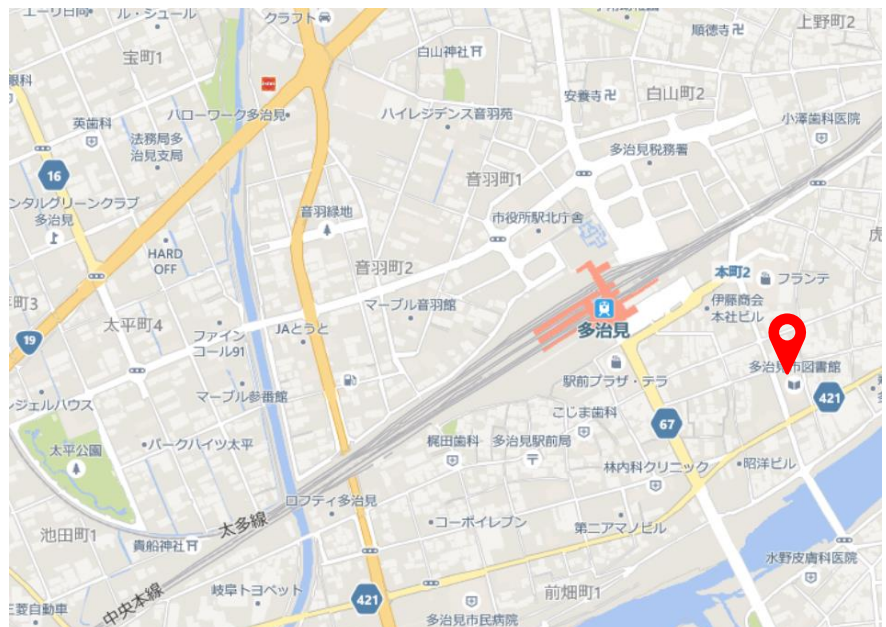 ル・シュール
クラフト
順徳寺
上野町2
宝町1
白山神社
眼科
安養寺
白山町2
ハローワーク多治見
ハイレジデンス音羽苑
小澤歯科医院
英歯科
法務局多
治見支局
多治見税務署
16
音羽町1
ンタルグリーンクラブ
多治見
音羽緑地
市役所駅北庁舎
HARD
OFF
音羽町2
本町2
フランテ
町3
マーブル音羽館
伊藤商会
本社ビル
太平町4
ファイン
コール91
JAとうと
多治見
19
駅前プラザ・テラ
多治見市図書館
ンジェルハウス
マーブル参番館
421
こじま歯科
67
太平公園
パークハイツ太平
梶田歯科
多治見駅前局
林内科クリニック
昭洋ビル
ロフティ多治見
太多線
池田町1
コーポイレブン
第二アマノビル
貴船神社
水野皮膚科医院
中央本線
岐阜トヨペット
421
前畑町1
三菱自動車
多治見市民病院